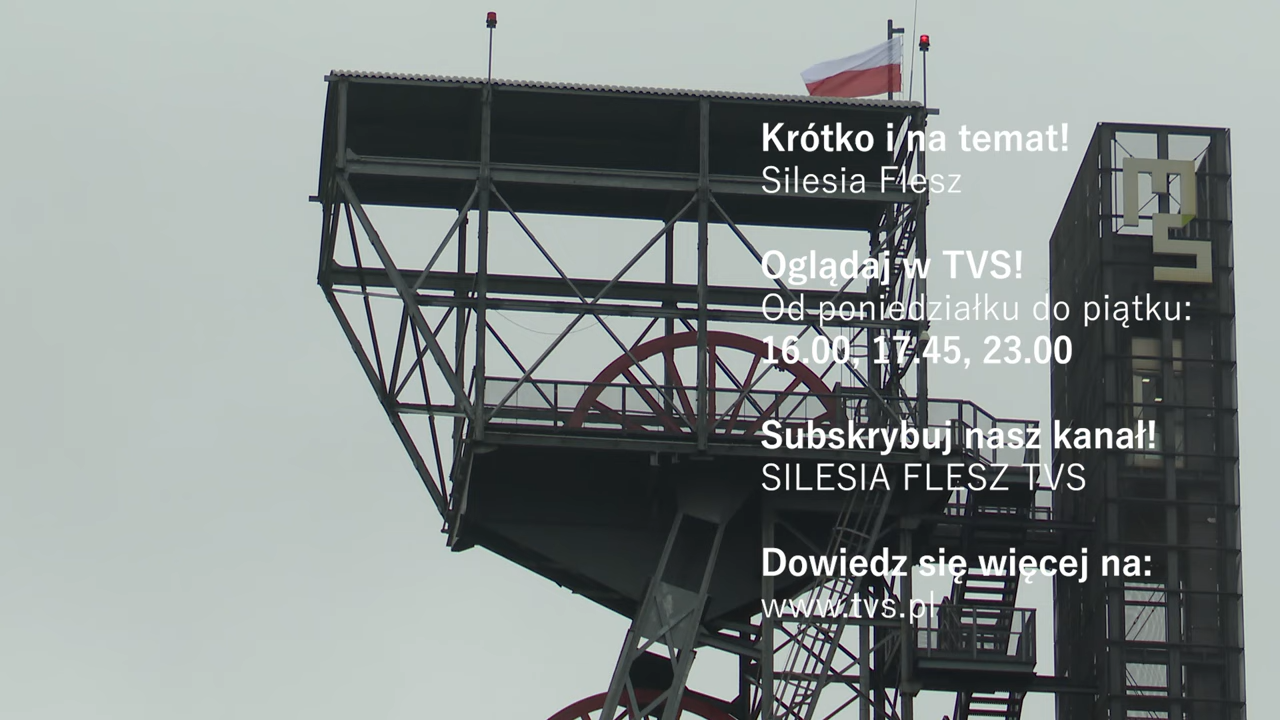 Krótko i na temat!
Silesia Flesz
Oglądaj w TVS!
Od poniedziałku do piątku:
16.00, 17.45, 23.00
Subskrybuj nasz kanał!
SILESIA FLESZ TVS
Dowiedz się więcej na:
www.tvs.pl
mS